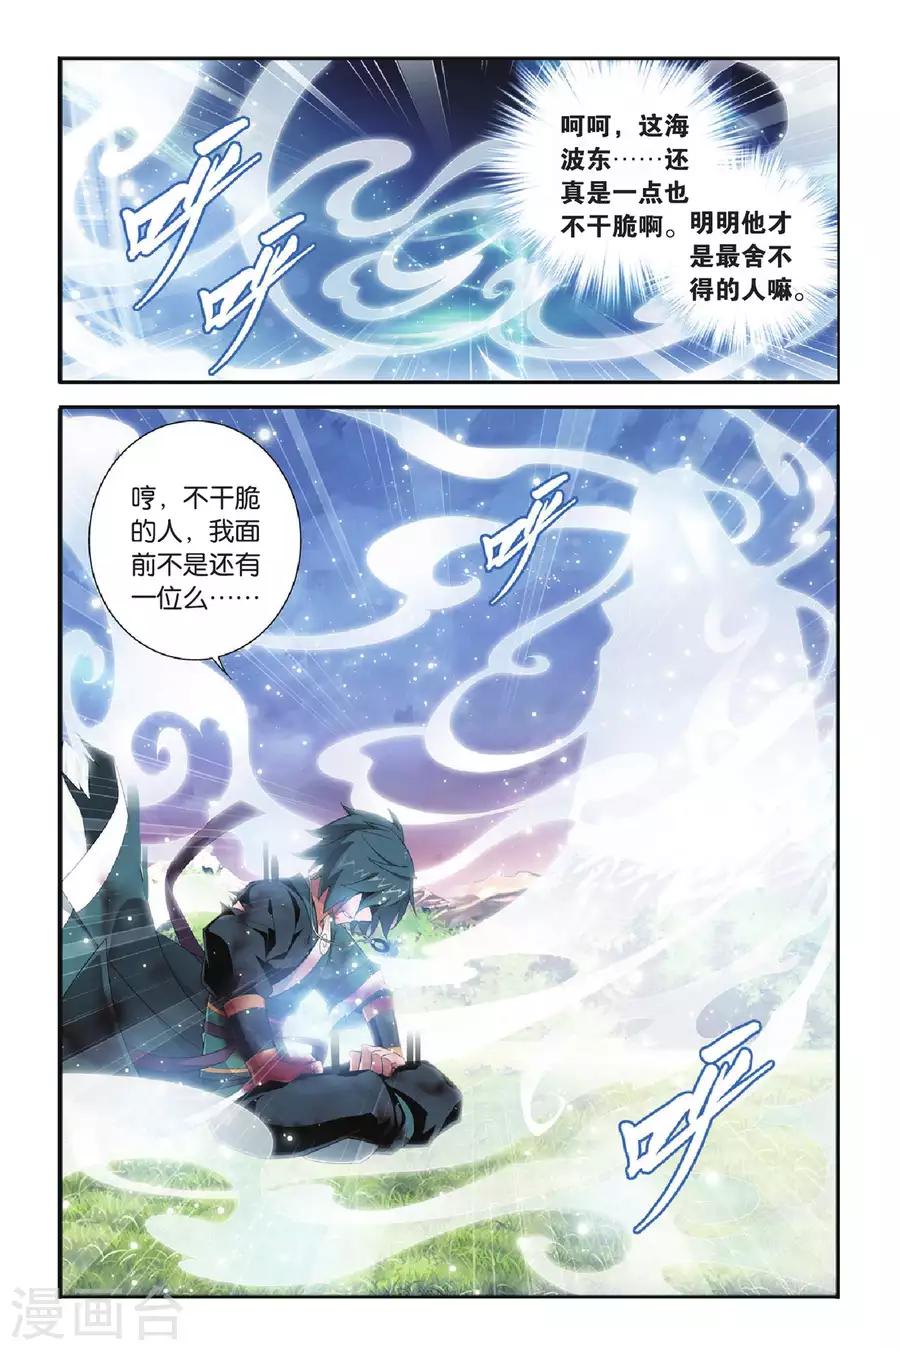 呵呵，这海
波东……还
真是一点也
不干脆啊。
明明他才
是最舍不
得的人嘛。
呼
呼
哼，不干脆
的人，我面
前不是还有
一位么……
呼
呼
漫画台